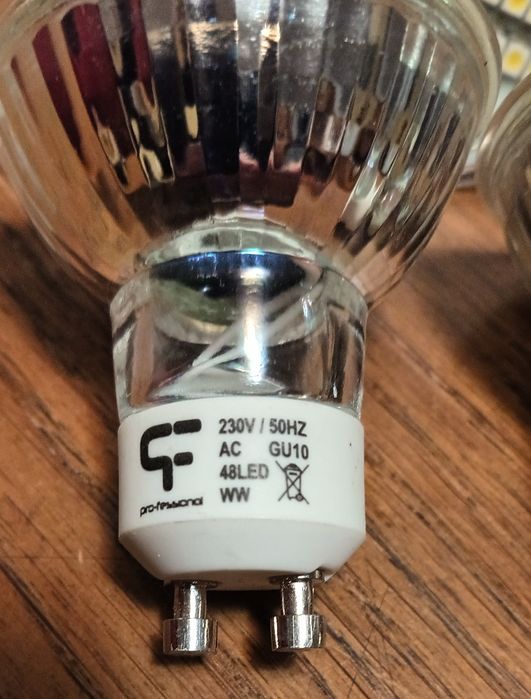 pro-fessional
230V / 50HZ
AC GU10
48LED
WW